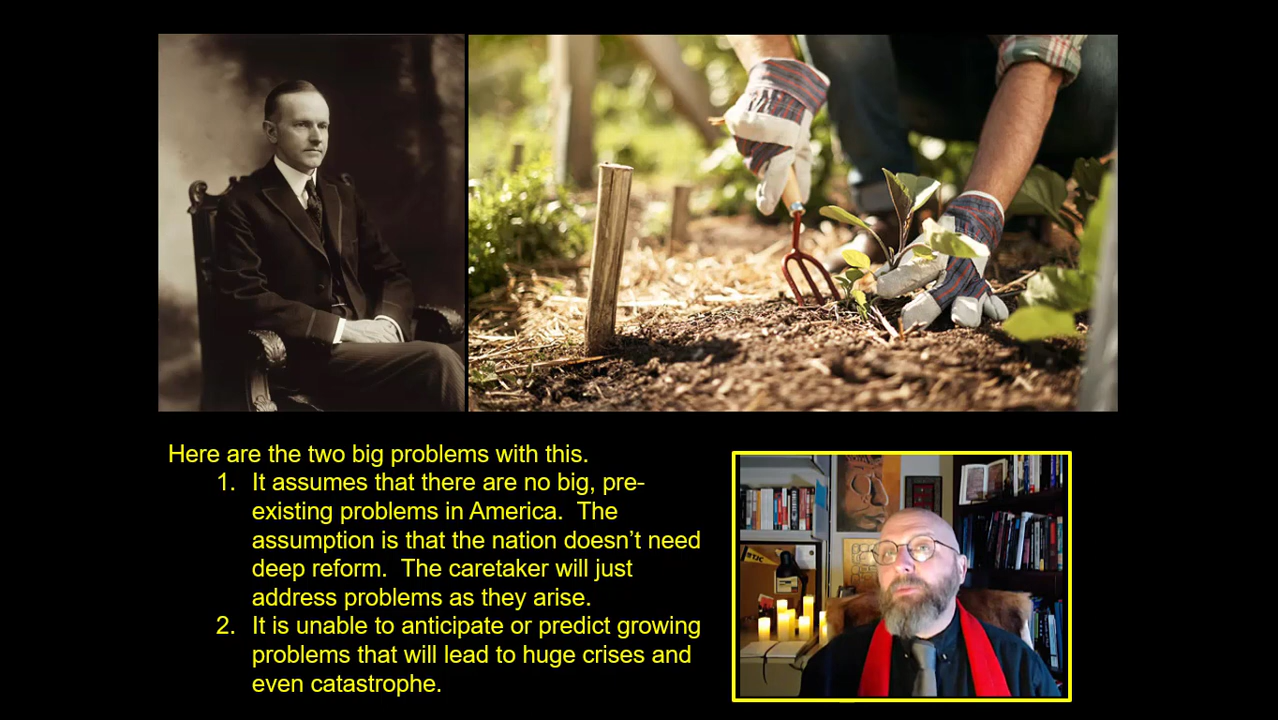 Here are the two big problems with this.
1. It assumes that there are no big, pre-
existing problems in America.  The
assumption is that the nation doesn’t need
deep reform.  The caretaker will just
address problems as they arise.
2. It is unable to anticipate or predict growing
problems that will lead to huge crises and
even catastrophe.